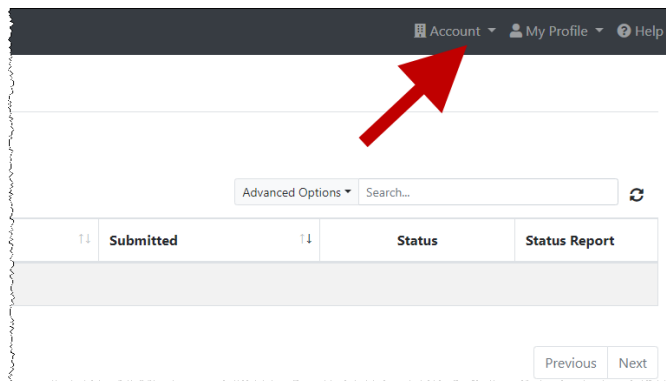 Account My Profile Help
Advanced Options Search...
Submitted Status Status Report
Previous Next